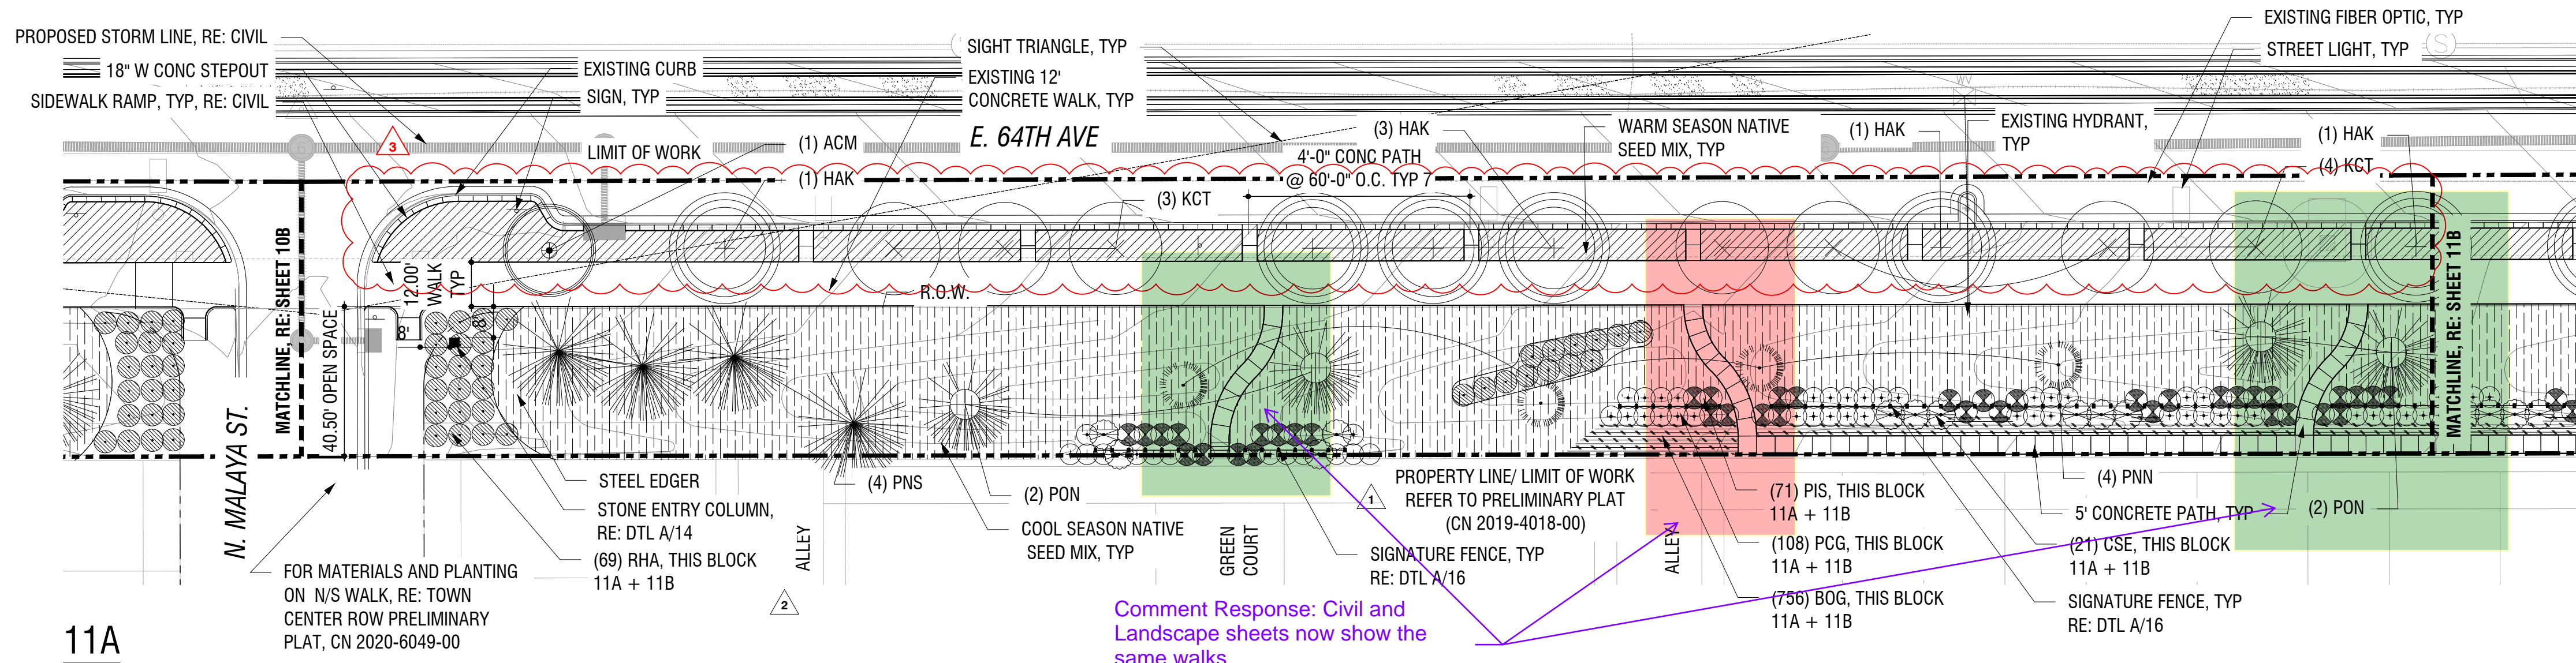 PROPOSED STORM LINE, RE: CIVIL
18" W CONC STEPOUT
SIDEWALK RAMP, TYP, RE: CIVIL
3
EXISTING CURB
SIGN, TYP
LIMIT OF WORK
(1) ACM
(1) HAK
SIGHT TRIANGLE, TYP
EXISTING 12'
CONCRETE WALK, TYP
E. 64TH AVE
(3) KCT
(3) HAK
4'-0" CONC PATH
@ 60'-0" O.C. TYP 7
WARM SEASON NATIVE
SEED MIX, TYP
(1) HAK
WV
EXISTING HYDRANT,
TYP
EXISTING FIBER OPTIC, TYP
STREET LIGHT, TYP
S
(1) HAK
(4) KCT
MATCHLINE, RE: SHEET 10B
40.50' OPEN SPACE
12.00'
WALK
TYP
8'
8'
R.O.W.
MATCHLINE, RE: SHEET 11B
N. MALAYA ST.
STEEL EDGER
STONE ENTRY COLUMN,
RE: DTL A/14
(69) RHA, THIS BLOCK
11A + 11B
FOR MATERIALS AND PLANTING
ON N/S WALK, RE: TOWN
CENTER ROW PRELIMINARY
PLAT, CN 2020-6049-00
2
ALLEY
(4) PNS
(2) PON
COOL SEASON NATIVE
SEED MIX, TYP
GREEN
COURT
1
PROPERTY LINE/ LIMIT OF WORK
REFER TO PRELIMINARY PLAT
(CN 2019-4018-00)
SIGNATURE FENCE, TYP
RE: DTL A/16
ALLEY
(71) PIS, THIS BLOCK
11A + 11B
(108) PCG, THIS BLOCK
11A + 11B
(756) BOG, THIS BLOCK
11A + 11B
(4) PNN
5' CONCRETE PATH, TYP
(2) PON
(21) CSE, THIS BLOCK
11A + 11B
SIGNATURE FENCE, TYP
RE: DTL A/16
Comment Response: Civil and
Landscape sheets now show the
same walks
11A